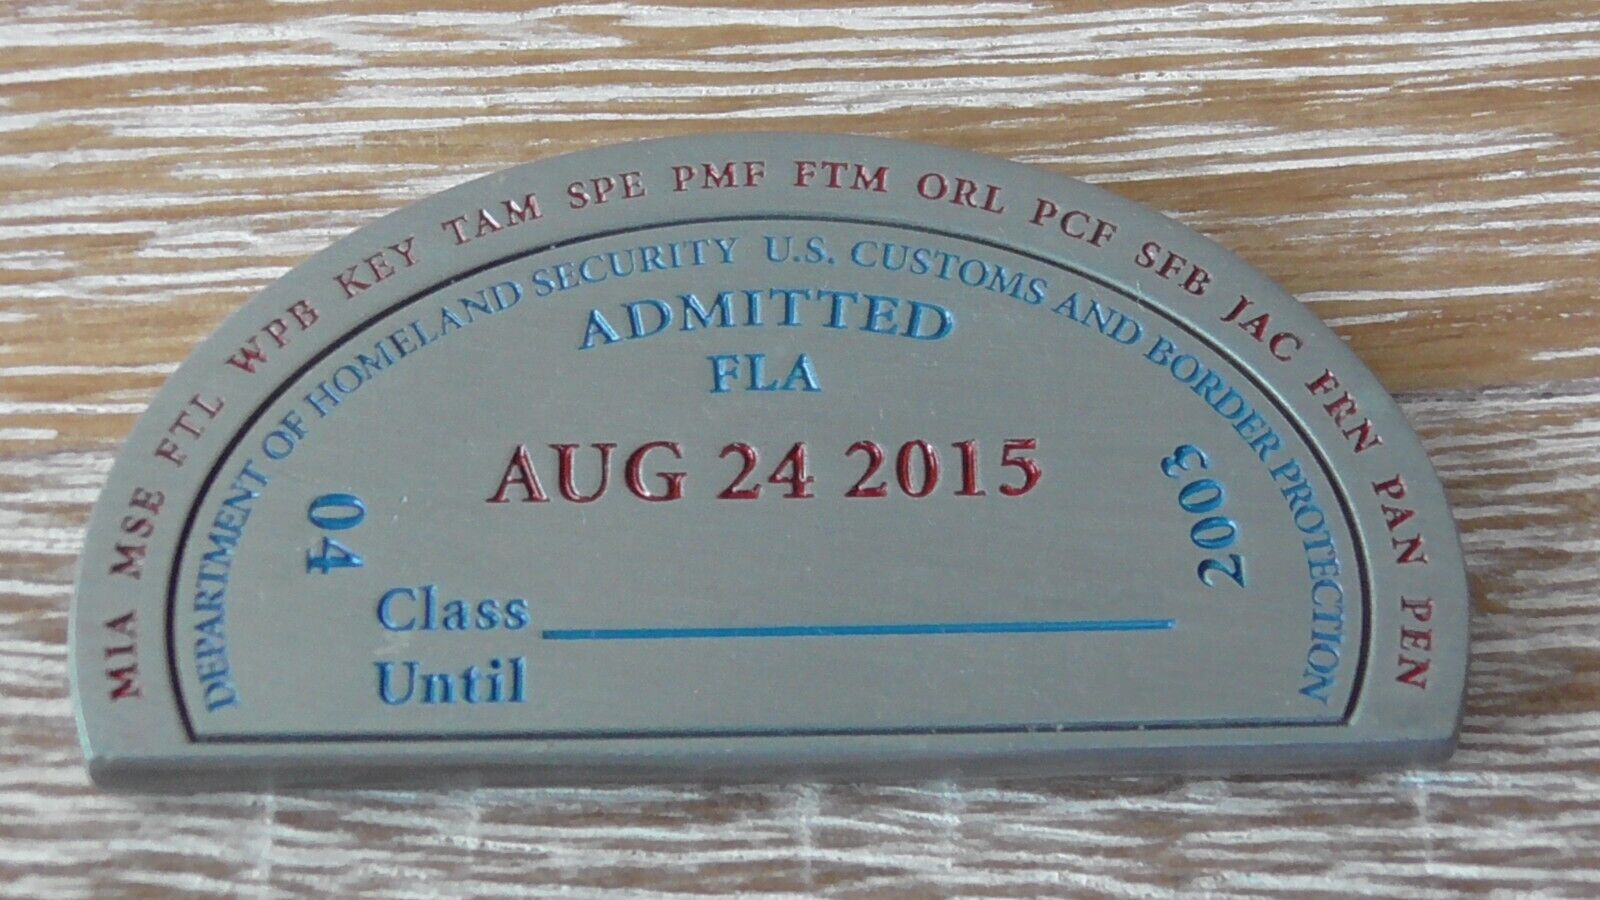 MIA MSE FTL WPB KEY TAM SPE PMF FTM ORL PCF SFB JAC FRN PAN PEN
DEPARTMENT OF HOMELAND SECURITY U.S. CUSTOMS AND BORDER PROTECTION
ADMITTED
FLA
AUG 24 2015
04
2003
Class
Until